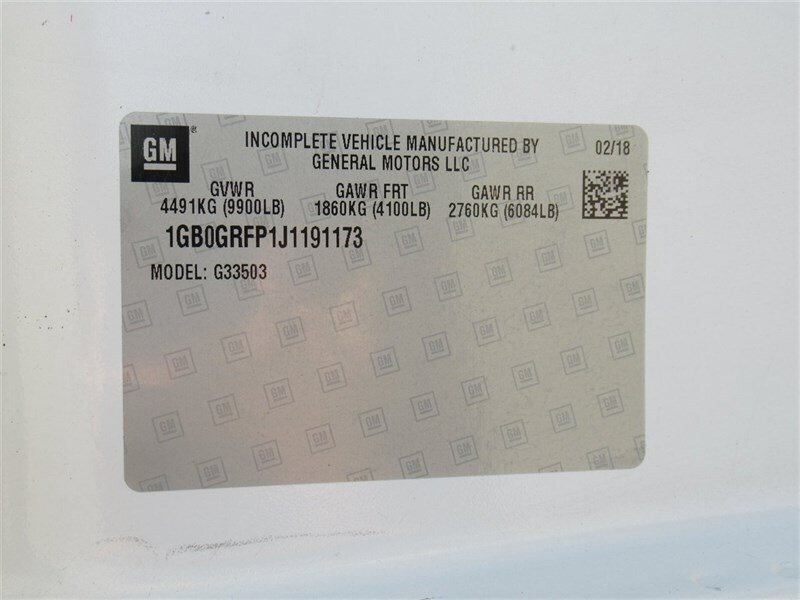 GM
®
INCOMPLETE VEHICLE MANUFACTURED BY
GENERAL MOTORS LLC
02/18
GVWR GAWR FRT GAWR RR
4491KG (9900LB) 1860KG (4100LB) 2760KG (6084LB)
1GB0GRFP1J1191173
MODEL: G33503